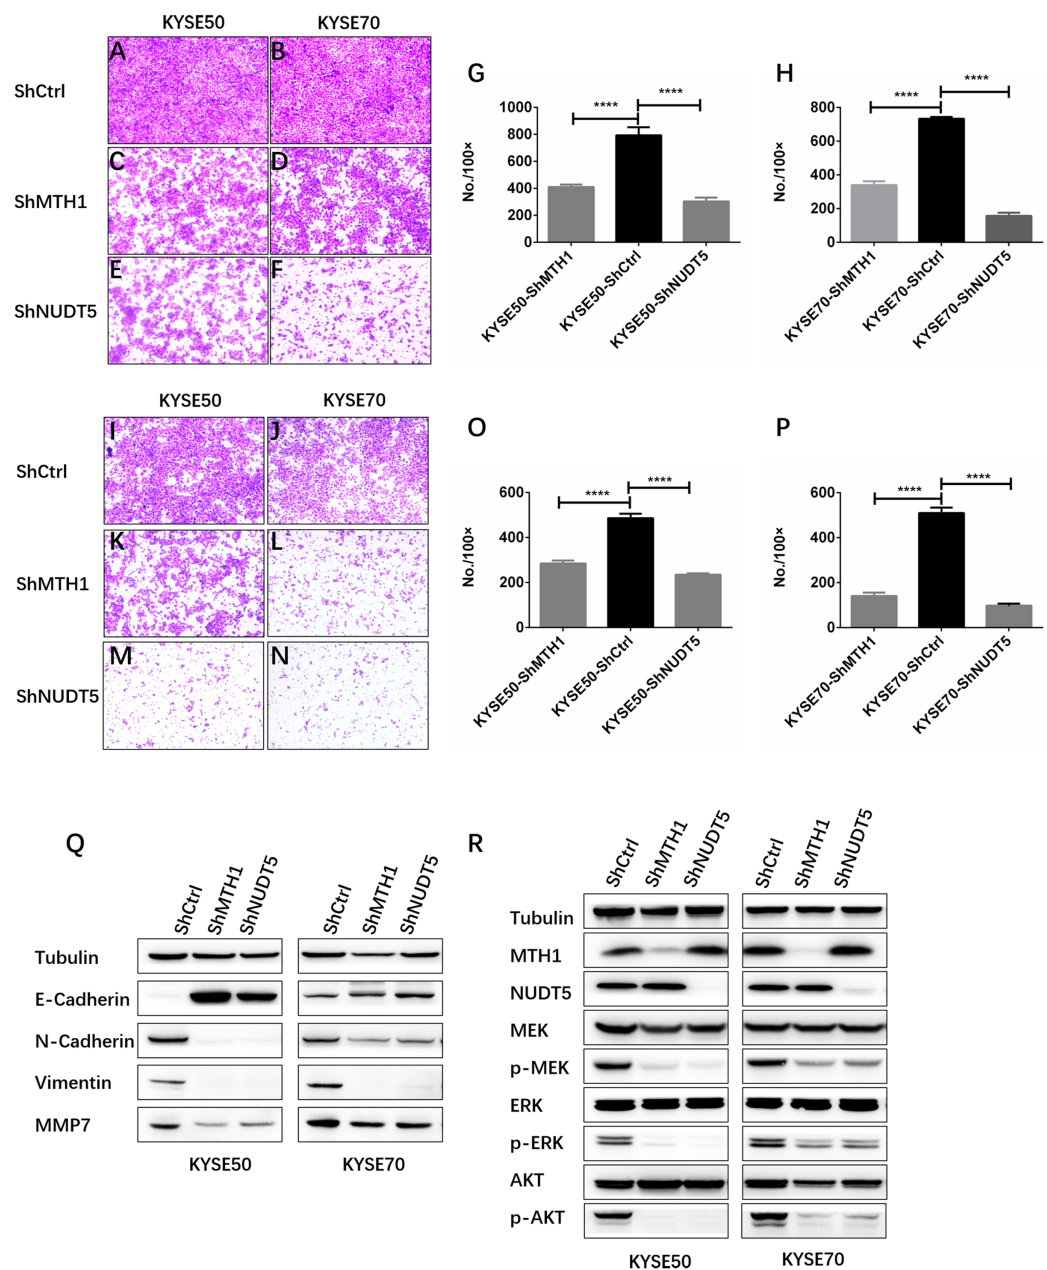 KYSE50 KYSE70
ShCtrl A B
ShMTH1 C D
ShNUDT5 E F
G
No./100×
1000
800
600
400
200
0
**** ****
KYSE50-ShMTH1 KYSE50-ShCtrl KYSE50-ShNUDT5
H
No./100×
800
600
400
200
0
**** ****
KYSE70-ShMTH1 KYSE70-ShCtrl KYSE70-ShNUDT5
KYSE50 KYSE70
ShCtrl I J
ShMTH1 K L
ShNUDT5 M N
O
No./100×
600
400
200
0
**** ****
KYSE50-ShMTH1 KYSE50-ShCtrl KYSE50-ShNUDT5
P
No./100×
600
400
200
0
**** ****
KYSE70-ShMTH1 KYSE70-ShCtrl KYSE70-ShNUDT5
Q
ShCtrl ShMTH1 ShNUDT5 ShCtrl ShMTH1 ShNUDT5
Tubulin
E-Cadherin
N-Cadherin
Vimentin
MMP7
KYSE50 KYSE70
R
ShCtrl ShMTH1 ShNUDT5 ShCtrl ShMTH1 ShNUDT5
Tubulin
MTH1
NUDT5
MEK
p-MEK
ERK
p-ERK
AKT
p-AKT
KYSE50 KYSE70